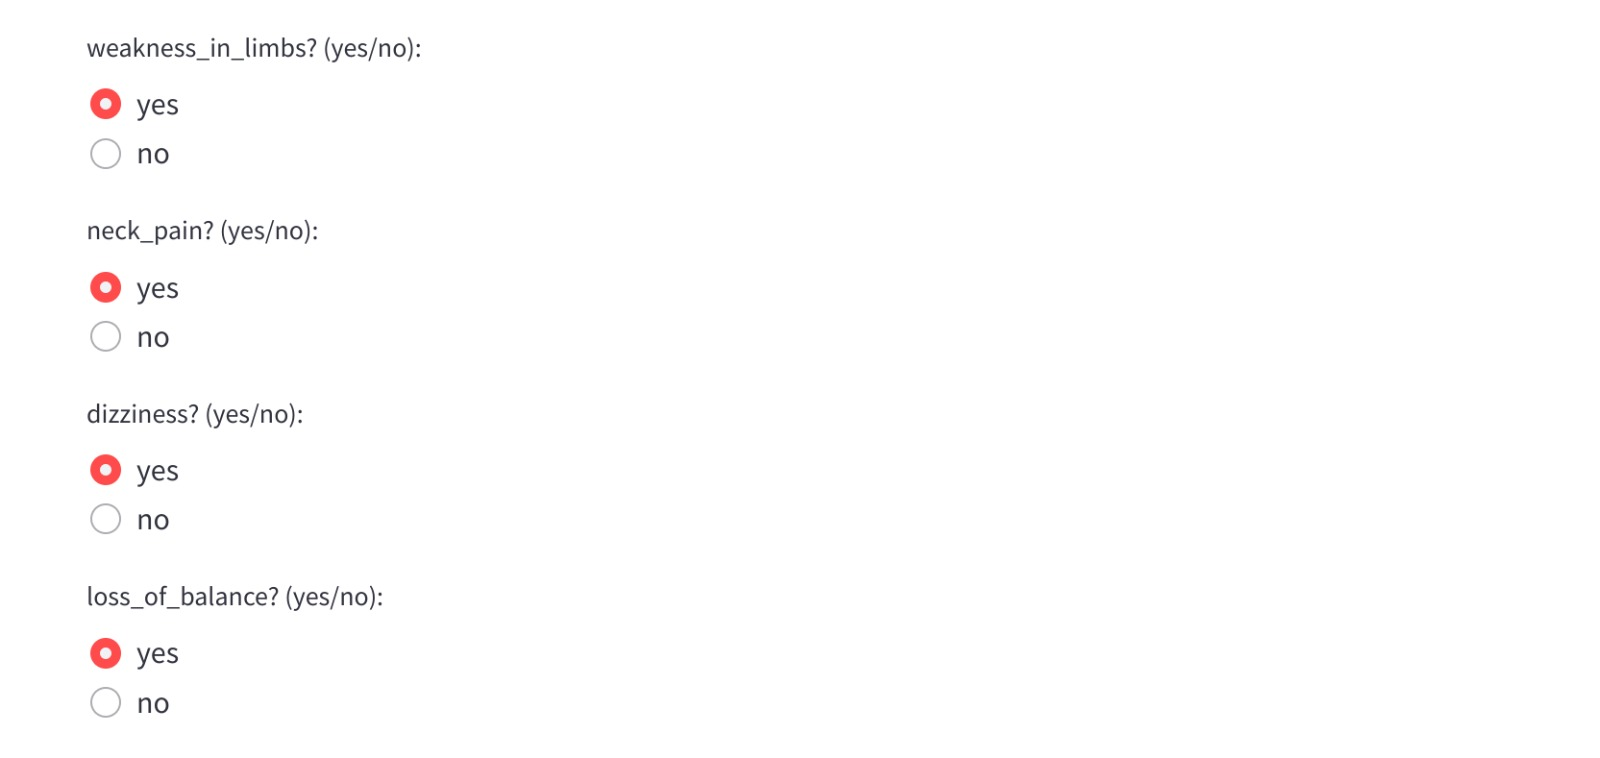 weakness_in_limbs? (yes/no):
yes
no
neck_pain? (yes/no):
yes
no
dizziness? (yes/no):
yes
no
loss_of_balance? (yes/no):
yes
no